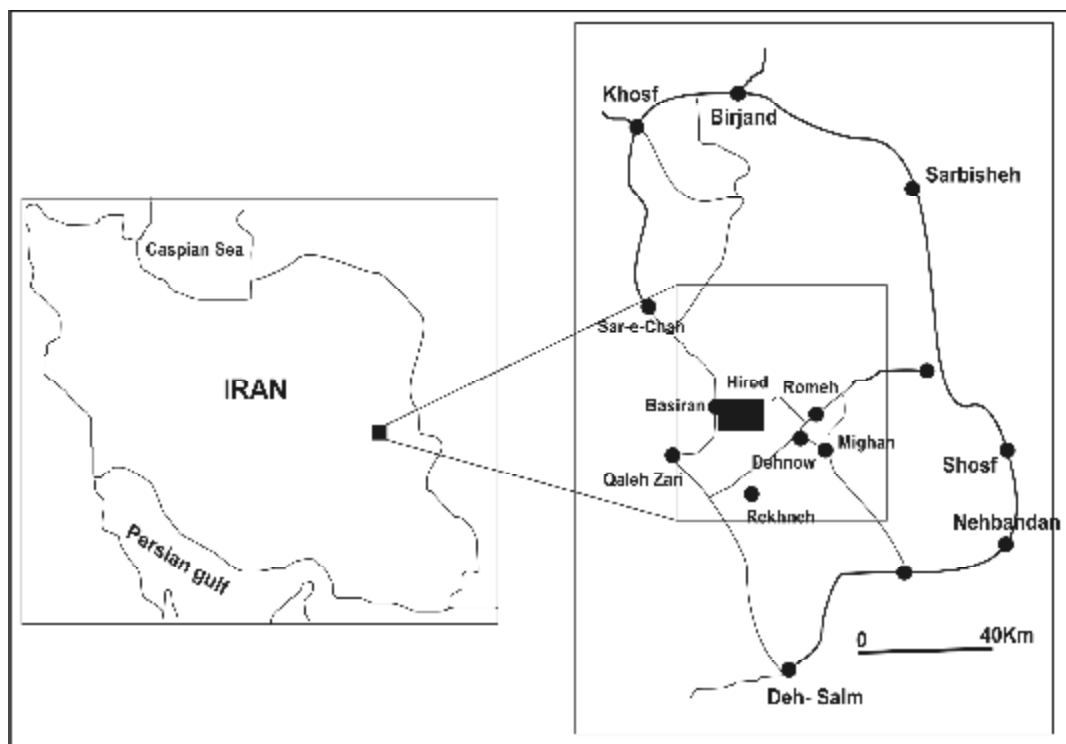 Caspian Sea
IRAN
Persian gulf
Khosf
Birjand
Sarbisheh
Sar-e-Chah
Hired
Romeh
Basiran
Mighan
Dehnow
Qaleh Zari
Shosf
Rekhneh
Nehbandan
0 40Km
Deh- Salm